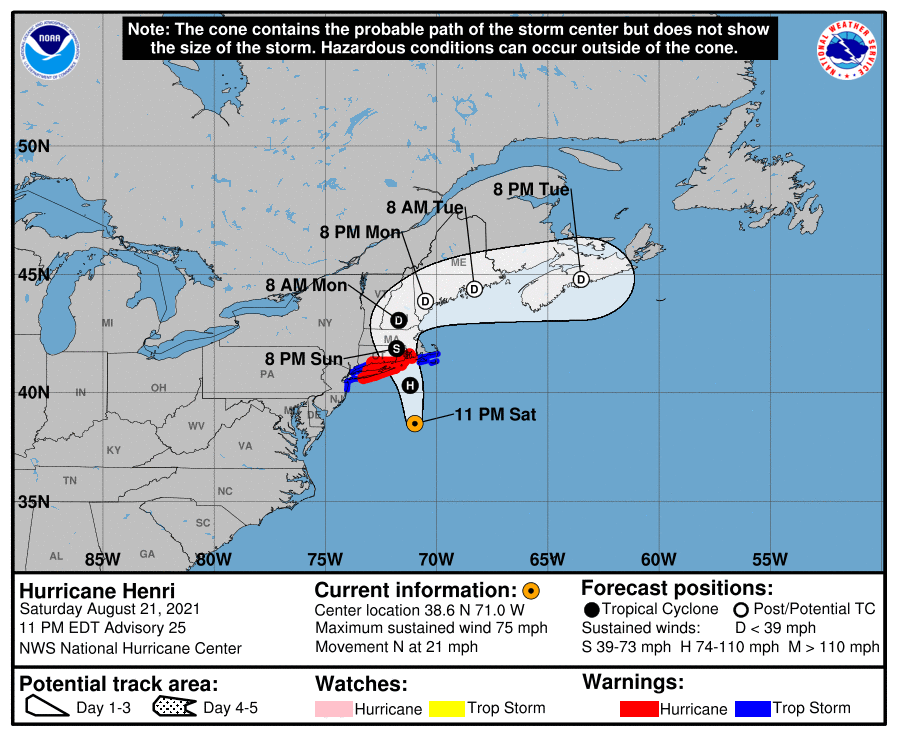 Note: The cone contains the probable path of the storm center but does not show
the size of the storm. Hazardous conditions can occur outside of the cone.
NOAA
NATIONAL WEATHER SERVICE
50N
8 PM Tue
8 AM Tue
8 PM Mon
ME
45N
8 AM Mon
VT
D
D
D
D
MI
NY
MA
8 PM Sun
S
PA
40N
IN
OH
NJ
H
DE
11 PM Sat
WV
KY
VA
TN
NC
35N
SC
AL
GA
85W
80W
75W
70W
65W
60W
55W
Hurricane Henri
Saturday August 21, 2021
11 PM EDT Advisory 25
NWS National Hurricane Center
Current information:
Center location 38.6 N 71.0 W
Maximum sustained wind 75 mph
Movement N at 21 mph
Forecast positions:
Tropical Cyclone Post/Potential TC
Sustained winds: D < 39 mph
S 39-73 mph H 74-110 mph M > 110 mph
Potential track area:
Day 1-3 Day 4-5
Watches:
Hurricane Trop Storm
Warnings:
Hurricane Trop Storm